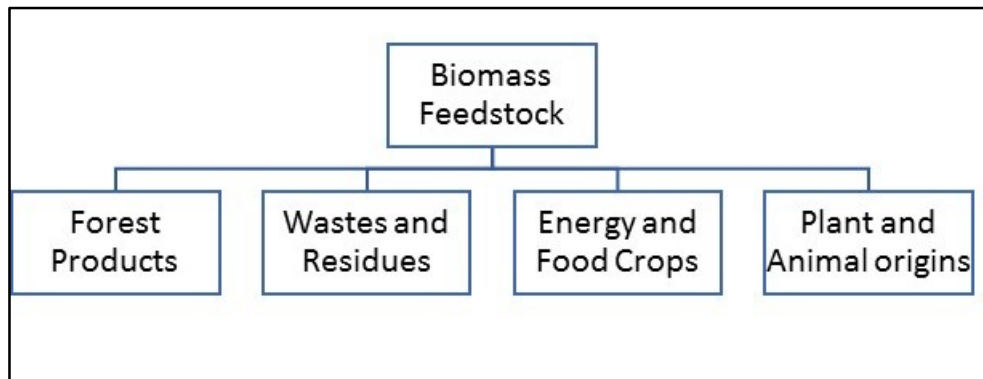 Biomass
Feedstock
Forest
Products
Wastes and
Residues
Energy and
Food Crops
Plant and
Animal origins